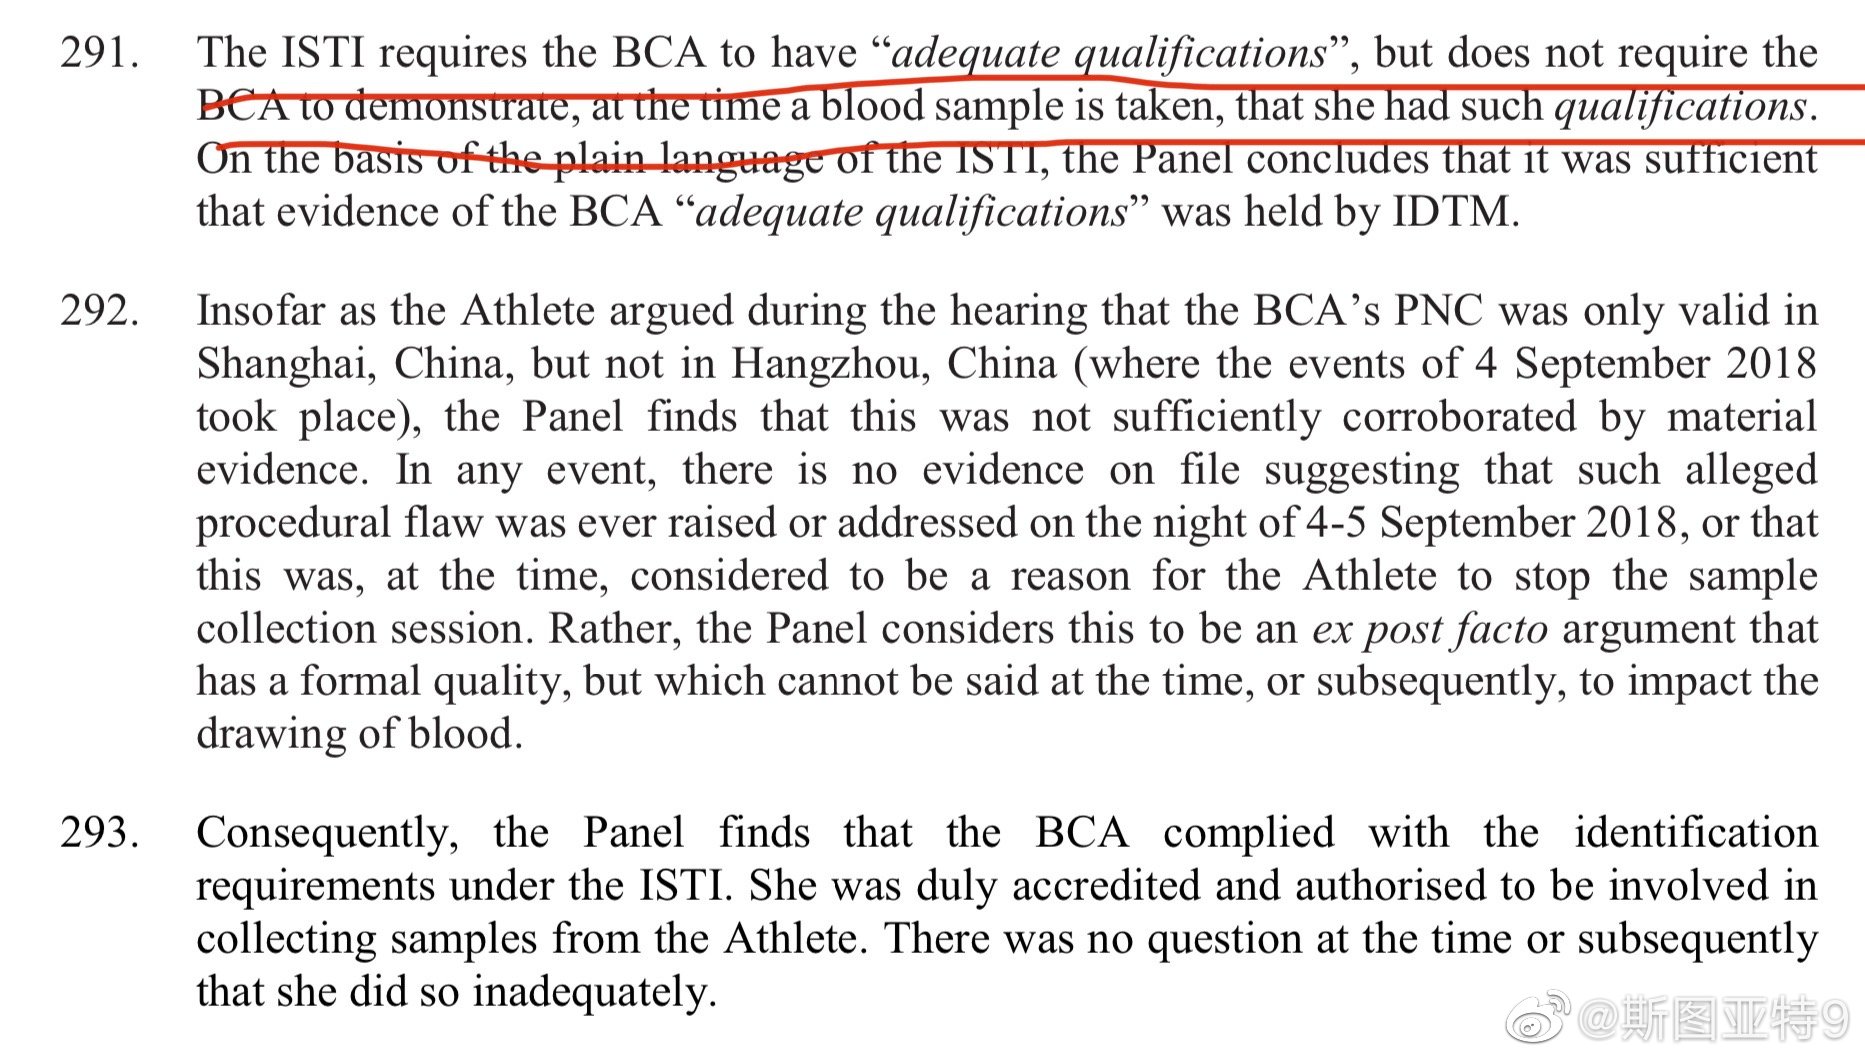 291. The ISTI requires the BCA to have “adequate qualifications”, but does not require the
BCA to demonstrate, at the time a blood sample is taken, that she had such qualifications.
On the basis of the plain language of the ISTI, the Panel concludes that it was sufficient
that evidence of the BCA “adequate qualifications” was held by IDTM.
292. Insofar as the Athlete argued during the hearing that the BCA’s PNC was only valid in
Shanghai, China, but not in Hangzhou, China (where the events of 4 September 2018
took place), the Panel finds that this was not sufficiently corroborated by material
evidence. In any event, there is no evidence on file suggesting that such alleged
procedural flaw was ever raised or addressed on the night of 4-5 September 2018, or that
this was, at the time, considered to be a reason for the Athlete to stop the sample
collection session. Rather, the Panel considers this to be an ex post facto argument that
has a formal quality, but which cannot be said at the time, or subsequently, to impact the
drawing of blood.
293. Consequently, the Panel finds that the BCA complied with the identification
requirements under the ISTI. She was duly accredited and authorised to be involved in
collecting samples from the Athlete. There was no question at the time or subsequently
that she did so inadequately.
@斯图亚特9